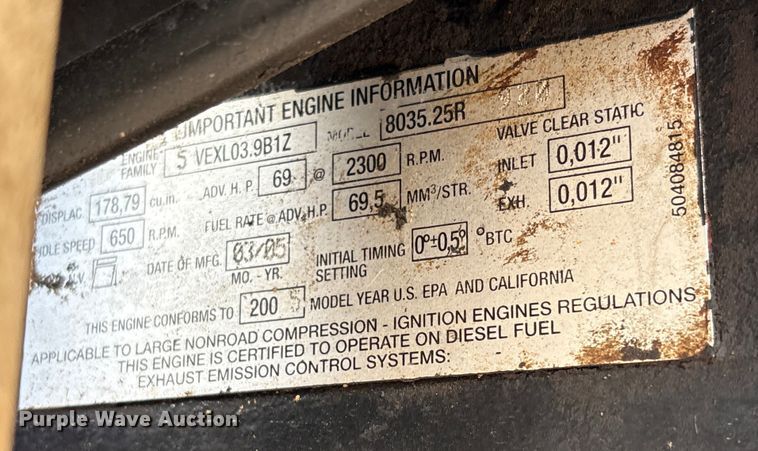 IMPORTANT ENGINE INFORMATION
ENGINE FAMILY 5 VEXL03.9B1Z 8035.25R
VALVE CLEAR STATIC
DISPLAC 178,79 cu.in. ADV. H. P. 69 @ 2300 R.P.M. INLET 0,012"
IDLE SPEED 650 R.P.M. FUEL RATE @ ADV.H.P. 69,5 MM³/STR. EXH. 0,012"
DATE OF MFG. 03/05 MO. - YR. INITIAL TIMING SETTING 0°±0,5° °BTC
THIS ENGINE CONFORMS TO 200 5 MODEL YEAR U.S. EPA AND CALIFORNIA
APPLICABLE TO LARGE NONROAD COMPRESSION - IGNITION ENGINES REGULATIONS
THIS ENGINE IS CERTIFIED TO OPERATE ON DIESEL FUEL
EXHAUST EMISSION CONTROL SYSTEMS:
504084815
Purple Wave Auction